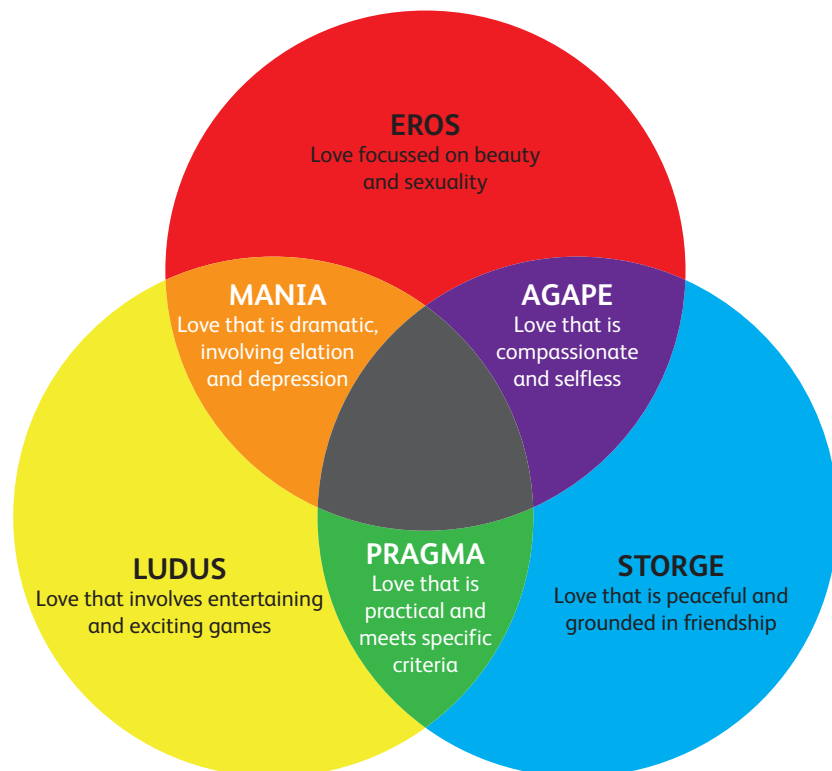 EROS
Love focussed on beauty
and sexuality
MANIA
Love that is dramatic,
involving elation
and depression
AGAPE
Love that is
compassionate
and selfless
LUDUS
Love that involves entertaining
and exciting games
PRAGMA
Love that is
practical and
meets specific
criteria
STORGE
Love that is peaceful and
grounded in friendship